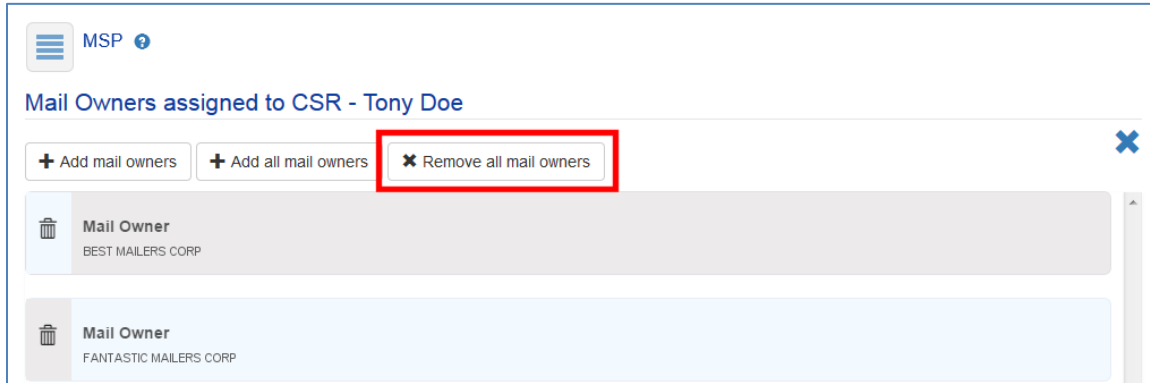 MSP ?
Mail Owners assigned to CSR - Tony Doe
Add mail owners Add all mail owners Remove all mail owners
Mail Owner
BEST MAILERS CORP
Mail Owner
FANTASTIC MAILERS CORP